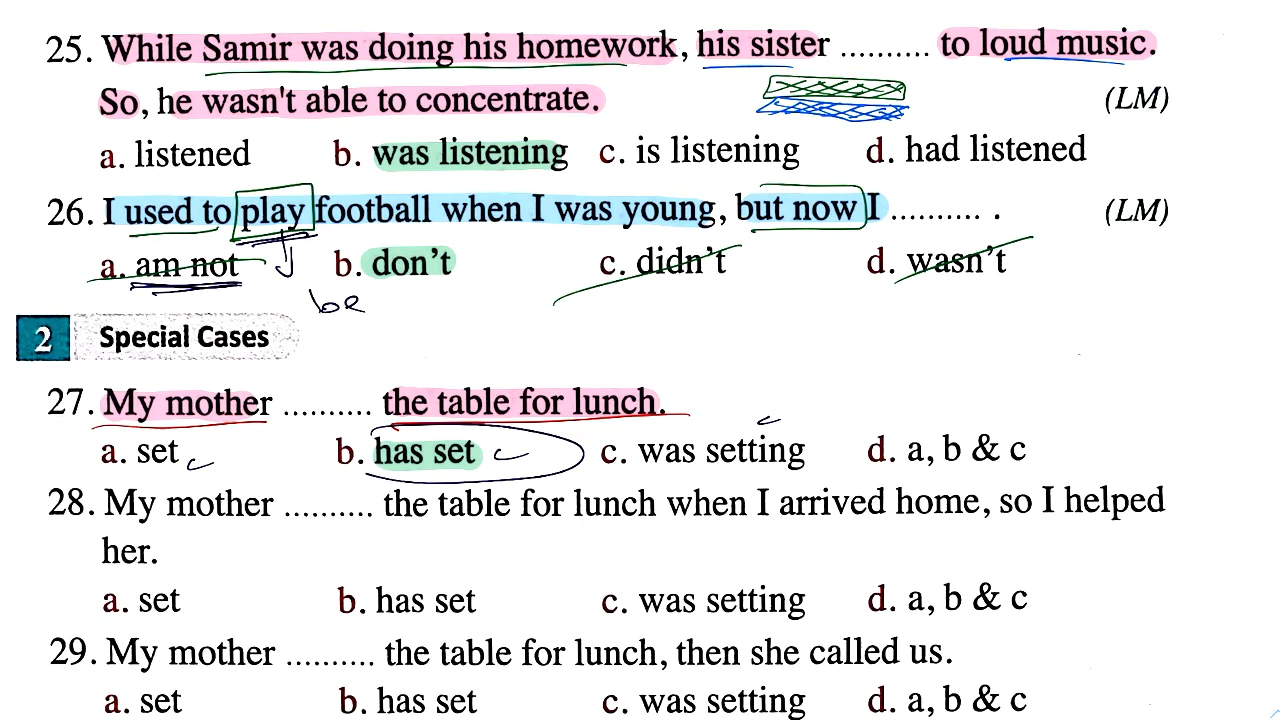 25. While Samir was doing his homework, his sister .......... to loud music.
So, he wasn't able to concentrate. (LM)
a. listened b. was listening c. is listening d. had listened
26. I used to play football when I was young, but now I .......... . (LM)
a. am not b. don't c. didn't d. wasn't
be
2 Special Cases
27. My mother .......... the table for lunch.
a. set b. has set c. was setting d. a, b & c
28. My mother .......... the table for lunch when I arrived home, so I helped
her.
a. set b. has set c. was setting d. a, b & c
29. My mother .......... the table for lunch, then she called us.
a. set b. has set c. was setting d. a, b & c